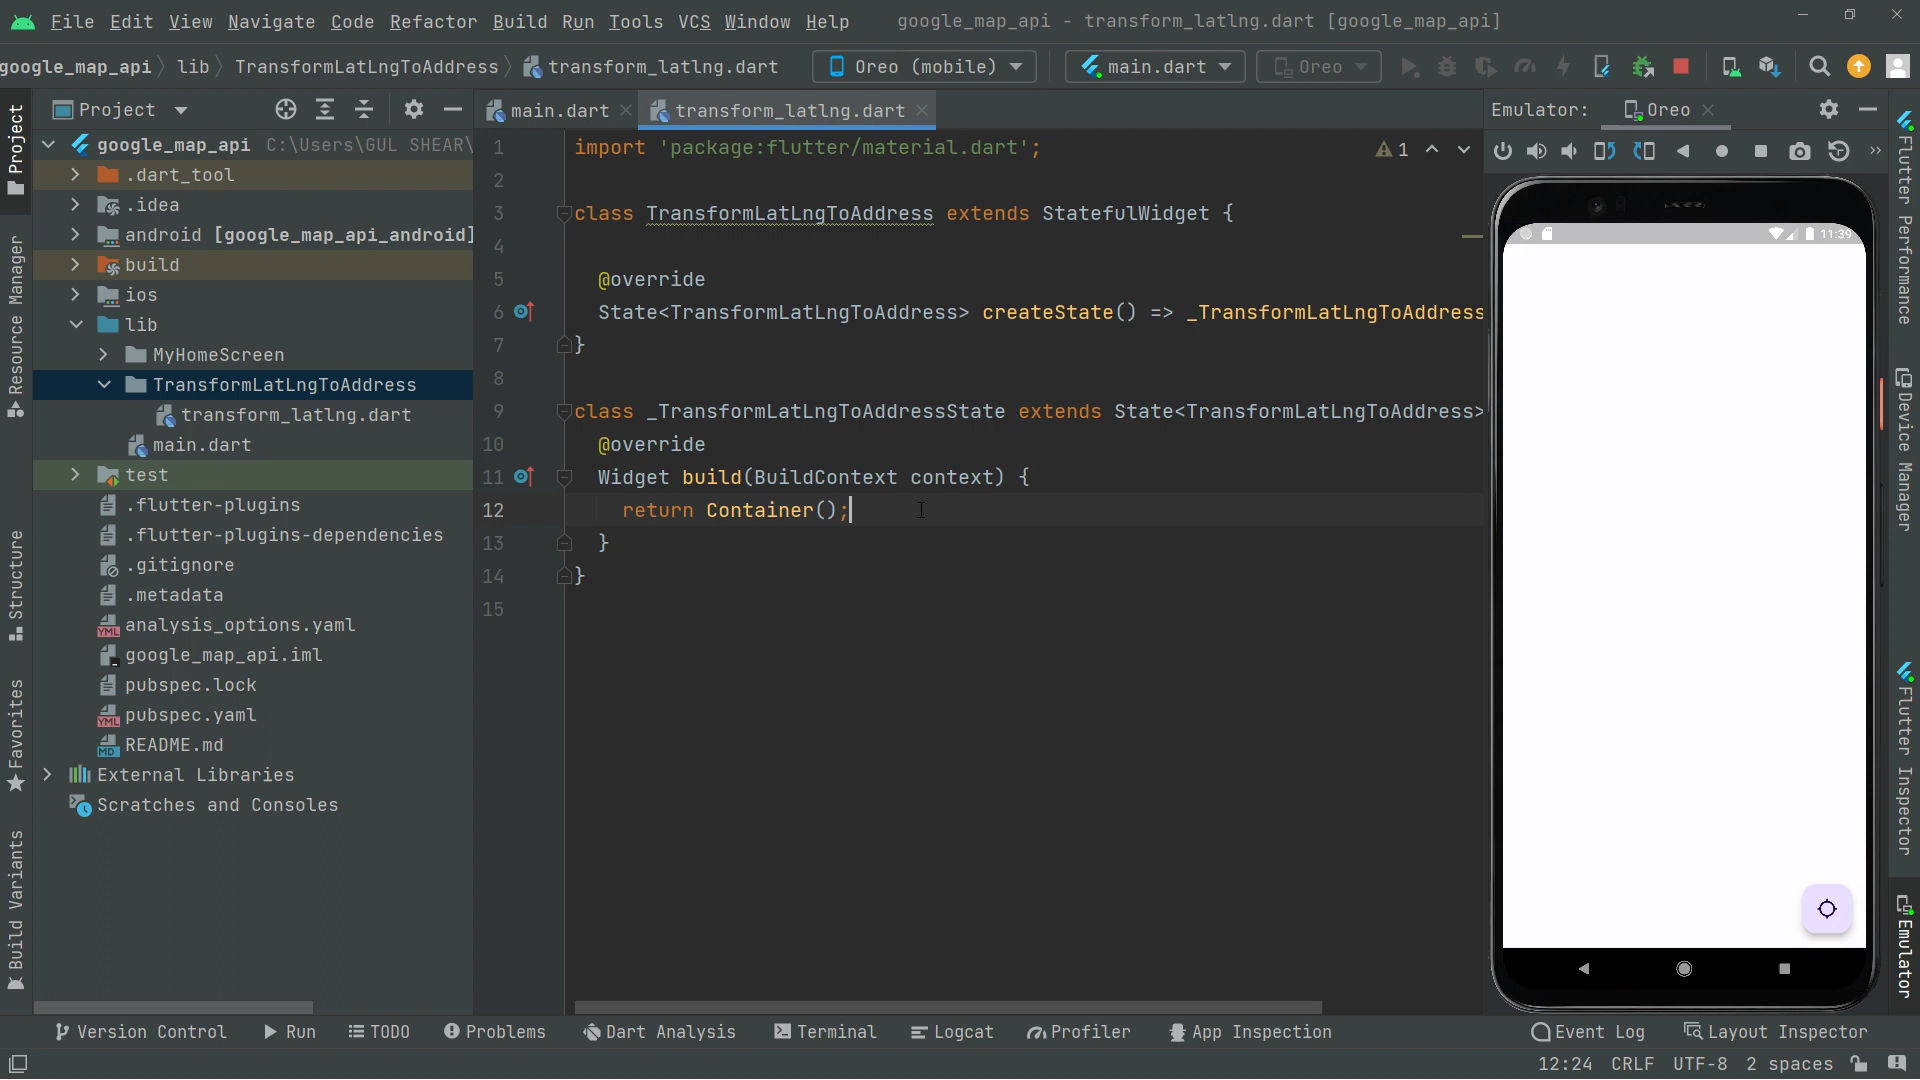 File Edit View Navigate Code Refactor Build Run Tools VCS Window Help google_map_api - transform_latlng.dart [google_map_api]
google_map_api lib TransformLatLngToAddress transform_latlng.dart Oreo (mobile) main.dart Oreo
Project
main.dart
transform_latlng.dart
Emulator: Oreo
google_map_api C:\Users\GUL SHEAR\
.dart_tool
.idea
android [google_map_api_android]
build
ios
lib
MyHomeScreen
TransformLatLngToAddress
transform_latlng.dart
main.dart
test
.flutter-plugins
.flutter-plugins-dependencies
.gitignore
.metadata
analysis_options.yaml
google_map_api.iml
pubspec.lock
pubspec.yaml
README.md
External Libraries
Scratches and Consoles
1 import 'package:flutter/material.dart';
1
2
3 class TransformLatLngToAddress extends StatefulWidget {
4
5 @override
6 State<TransformLatLngToAddress> createState() => _TransformLatLngToAddress
7 }
8
9 class _TransformLatLngToAddressState extends State<TransformLatLngToAddress>
10 @override
11 Widget build(BuildContext context) {
12 return Container();
13 }
14 }
15
11:39
Project
Resource Manager
Structure
Favorites
Build Variants
Flutter Performance
Device Manager
Flutter Inspector
Emulator
Version Control Run TODO Problems Dart Analysis Terminal Logcat Profiler App Inspection Event Log Layout Inspector
12:24 CRLF UTF-8 2 spaces